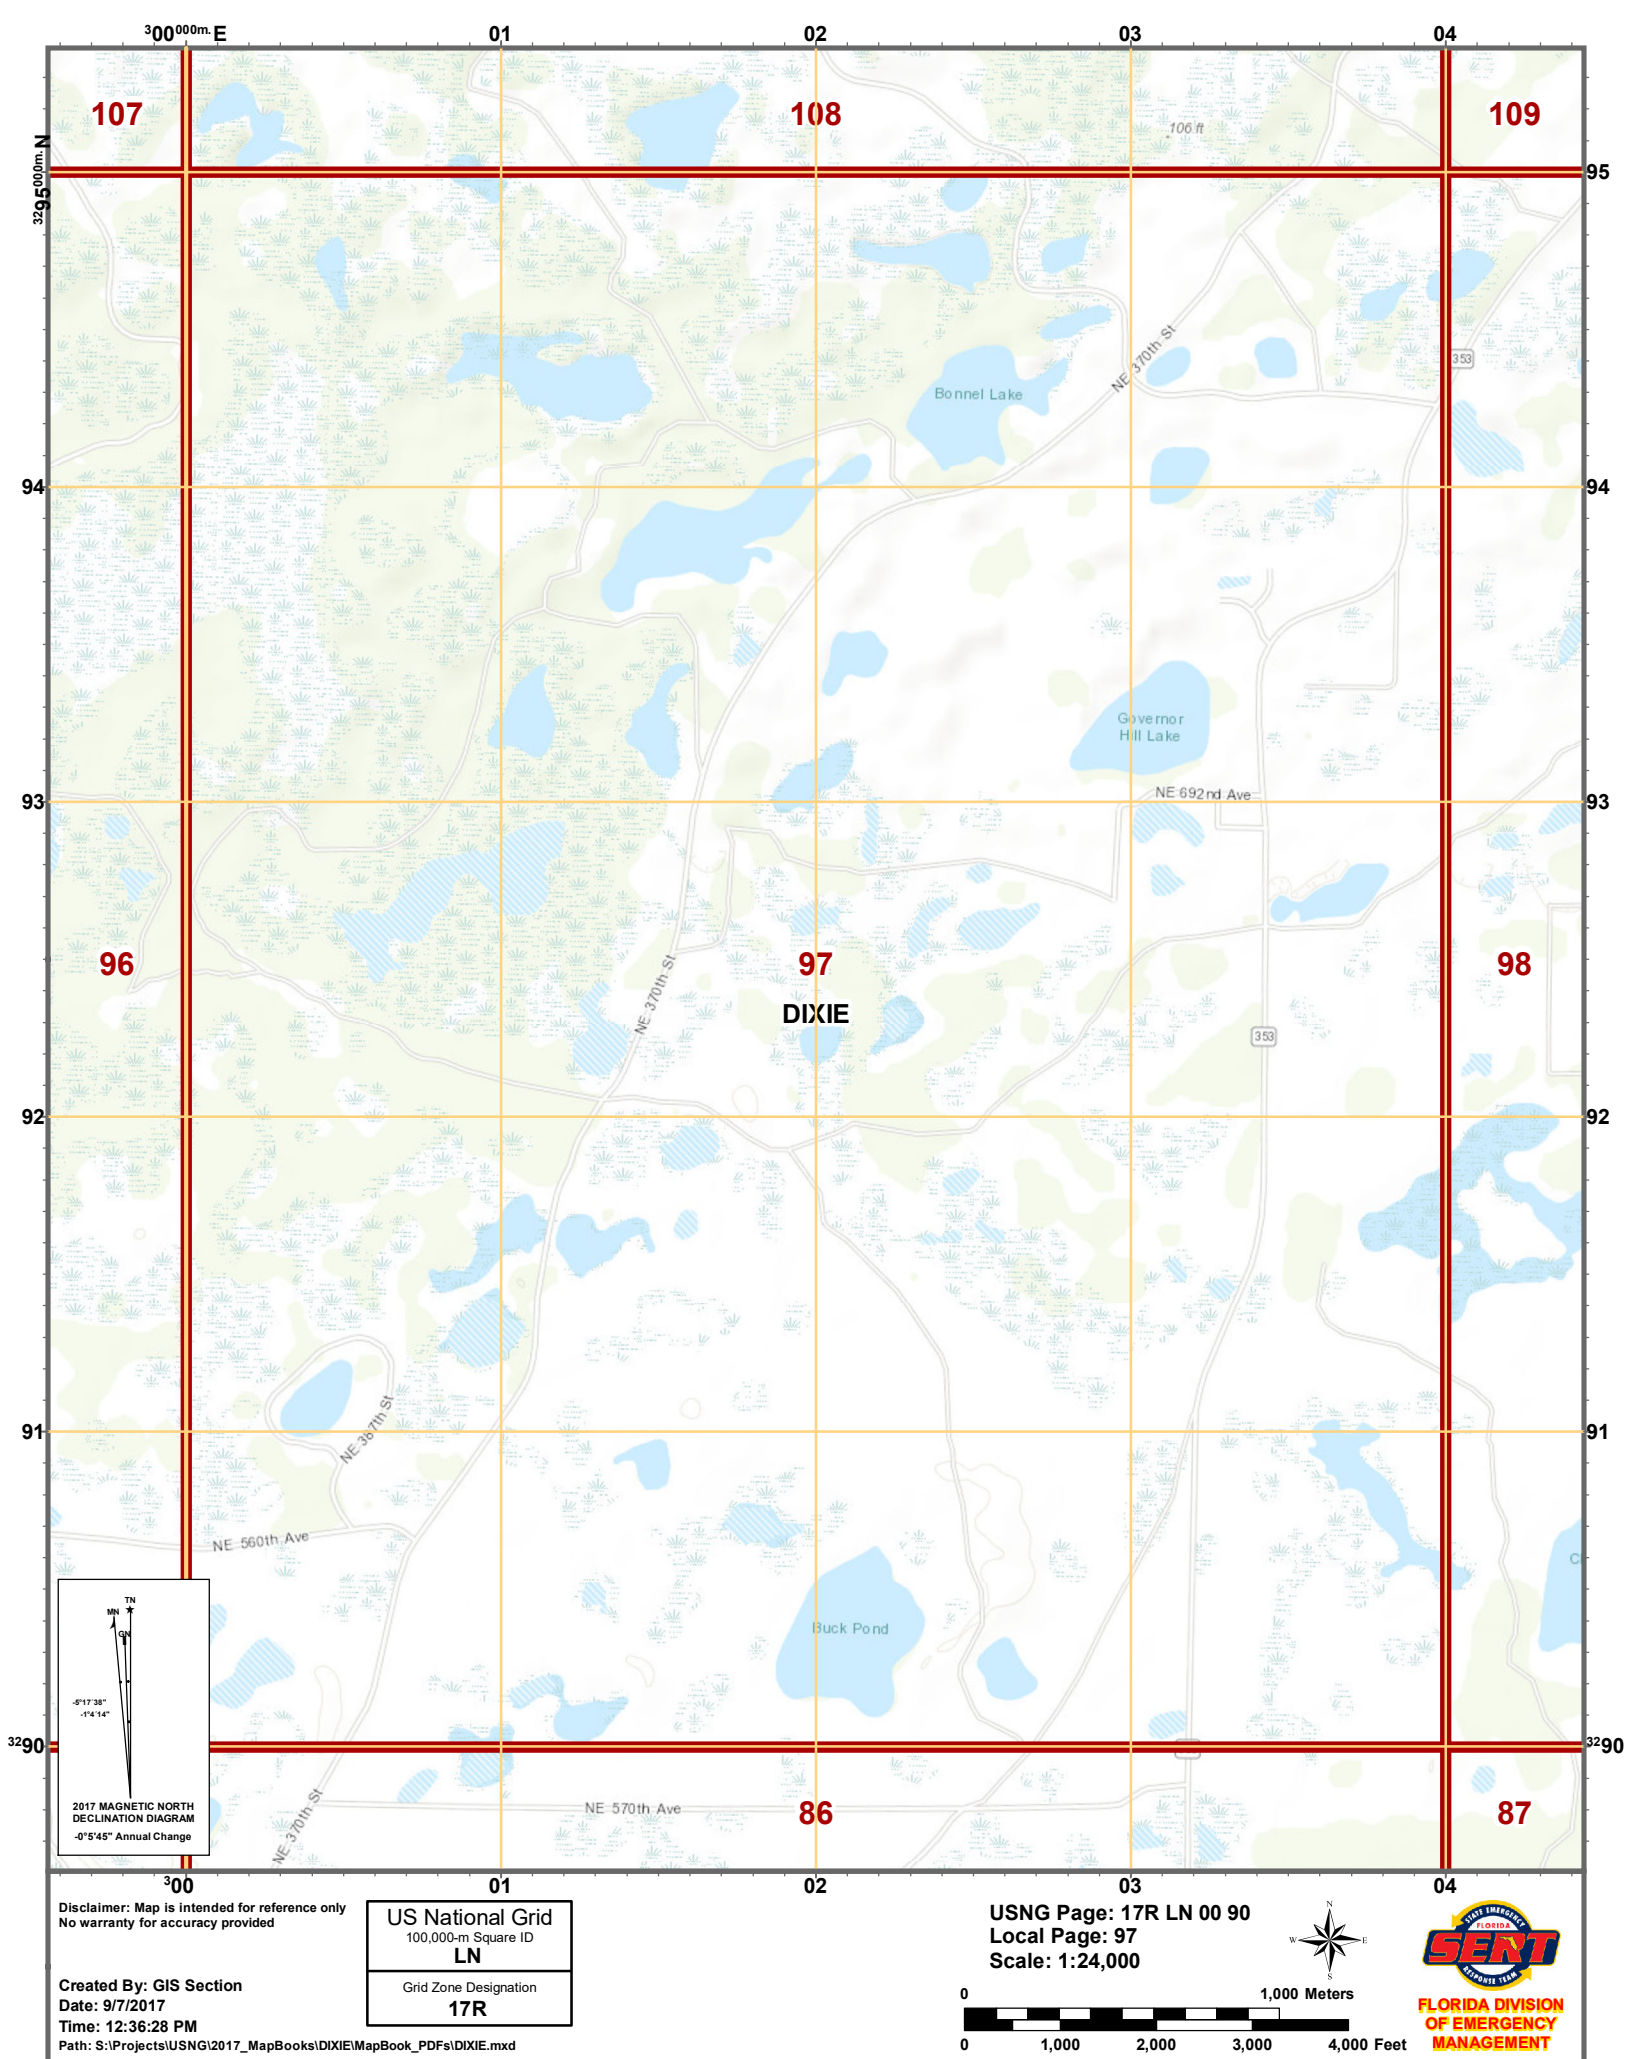 300000m. E 01 02 03 04
107 108 109
106 ft
3295000m. N 95
NE 370th St
353
Bonnel Lake
94 94
Governor
Hill Lake
NE 692nd Ave
93 93
96 97 98
DIXIE
NE 370th St
353
92 92
NE 367th St
91 91
NE 560th Ave
Buck Pond
TN
MN
GN
-5°17'38"
-1°4'14"
3290 3290
2017 MAGNETIC NORTH
DECLINATION DIAGRAM
-0°5'45" Annual Change
NE 370th St
NE 570th Ave
86 87
300 01 02 03 04
Disclaimer: Map is intended for reference only
No warranty for accuracy provided
Created By: GIS Section
Date: 9/7/2017
Time: 12:36:28 PM
Path: S:\Projects\USNG\2017_MapBooks\DIXIE\MapBook_PDFs\DIXIE.mxd
US National Grid
100,000-m Square ID
LN
Grid Zone Designation
17R
USNG Page: 17R LN 00 90
Local Page: 97
Scale: 1:24,000
N
W E
S
0 1,000 Meters
0 1,000 2,000 3,000 4,000 Feet
STATE EMERGENCY
FLORIDA
SERT
RESPONSE TEAM
FLORIDA DIVISION
OF EMERGENCY
MANAGEMENT